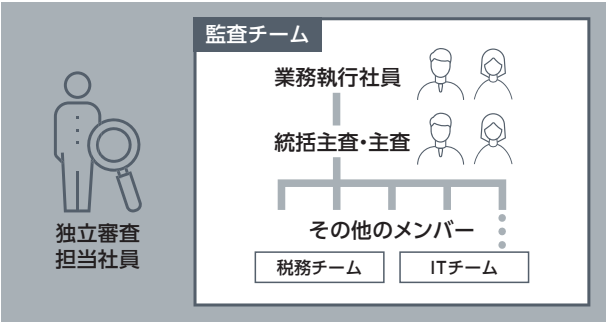 監査チーム
業務執行社員
統括主査・主査
その他のメンバー
税務チーム
ITチーム
独立審査
担当社員